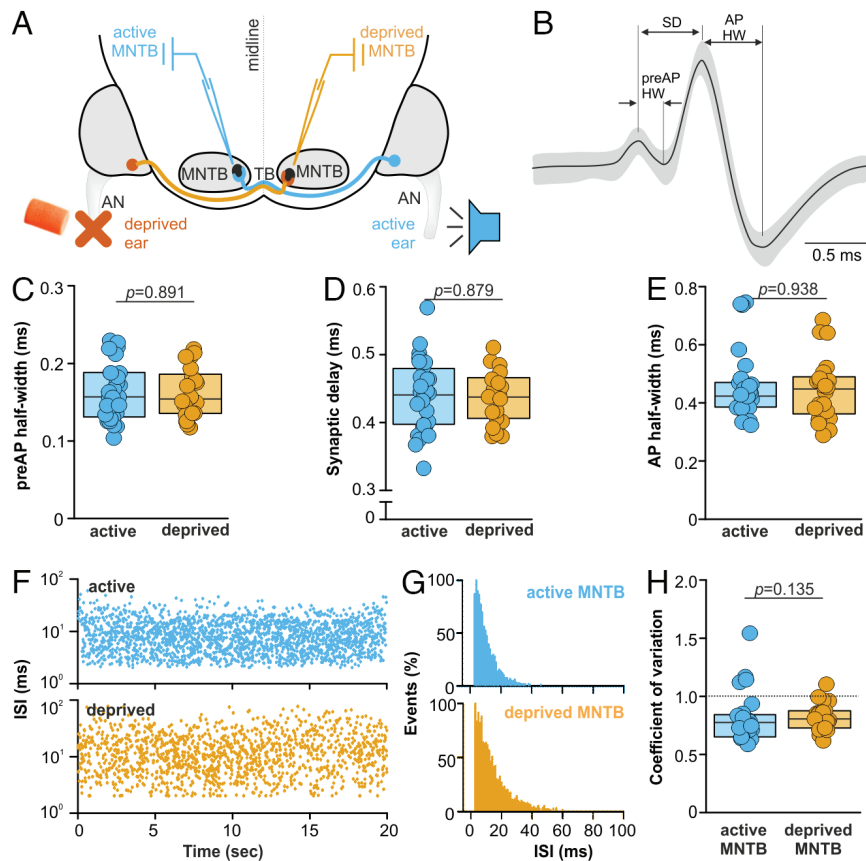 A
active
MNTB
midline
deprived
MNTB
MNTB
TB
MNTB
AN
AN
deprived
ear
active
ear
B
SD
AP
HW
preAP
HW
0.5 ms
C
preAP half-width (ms)
0.3
0.2
0.1
0
p=0.891
active
deprived
D
Synaptic delay (ms)
0.6
0.5
0.4
0.3
0
p=0.879
active
deprived
E
AP half-width (ms)
0.8
0.6
0.4
0.2
0
p=0.938
active
deprived
F
ISI (ms)
10²
10¹
10⁰
active
10²
10¹
10⁰
deprived
0
5
10
15
20
Time (sec)
G
Events (%)
100
50
0
active MNTB
100
50
0
deprived MNTB
0
20
40
60
80
100
ISI (ms)
H
Coefficient of variation
2.0
1.5
1.0
0.5
0
p=0.135
active
MNTB
deprived
MNTB